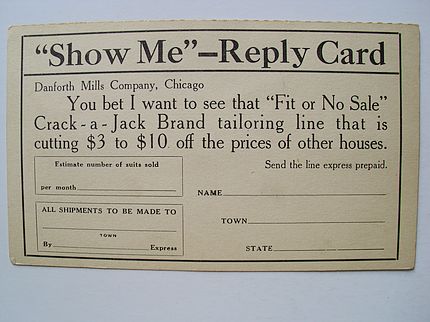 "Show Me"–Reply Card
Danforth Mills Company, Chicago
You bet I want to see that "Fit or No Sale"
Crack-a-Jack Brand tailoring line that is
cutting $3 to $10 off the prices of other houses.
Estimate number of suits sold
per month
Send the line express prepaid.
NAME
ALL SHIPMENTS TO BE MADE TO
TOWN
By Express
TOWN
STATE